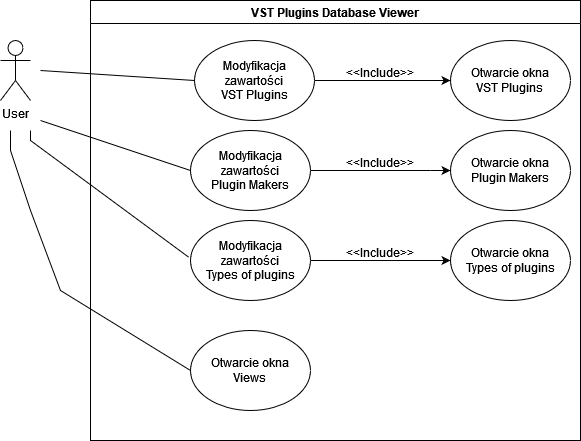 VST Plugins Database Viewer
User
Modyfikacja
zawartości
VST Plugins
<<Include>>
Otwarcie okna
VST Plugins
Modyfikacja
zawartości
Plugin Makers
<<Include>>
Otwarcie okna
Plugin Makers
Modyfikacja
zawartości
Types of plugins
<<Include>>
Otwarcie okna
Types of plugins
Otwarcie okna
Views